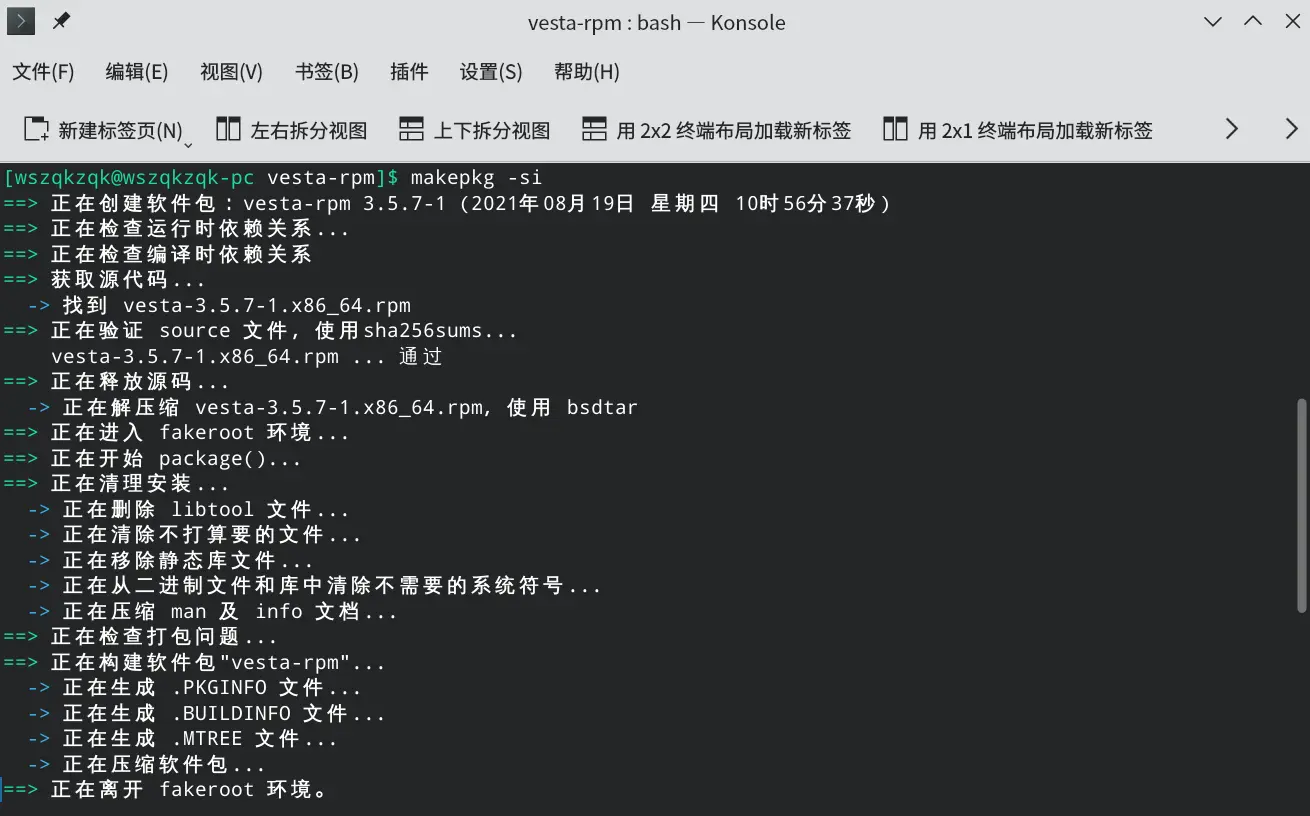 vesta-rpm : bash — Konsole
文件(F) 编辑(E) 视图(V) 书签(B) 插件 设置(S) 帮助(H)
新建标签页(N) 左右拆分视图 上下拆分视图 用 2x2 终端布局加载新标签 用 2x1 终端布局加载新标签
[wszqkzqk@wszqkzqk-pc vesta-rpm]$ makepkg -si
==> 正在创建软件包：vesta-rpm 3.5.7-1 (2021年08月19日 星期四 10时56分37秒)
==> 正在检查运行时依赖关系...
==> 正在检查编译时依赖关系
==> 获取源代码...
-> 找到 vesta-3.5.7-1.x86_64.rpm
==> 正在验证 source 文件，使用sha256sums...
vesta-3.5.7-1.x86_64.rpm ... 通过
==> 正在释放源码...
-> 正在解压缩 vesta-3.5.7-1.x86_64.rpm，使用 bsdtar
==> 正在进入 fakeroot 环境...
==> 正在开始 package()...
==> 正在清理安装...
-> 正在删除 libtool 文件...
-> 正在清除不打算要的文件...
-> 正在移除静态库文件...
-> 正在从二进制文件和库中清除不需要的系统符号...
-> 正在压缩 man 及 info 文档...
==> 正在检查打包问题...
==> 正在构建软件包"vesta-rpm"...
-> 正在生成 .PKGINFO 文件...
-> 正在生成 .BUILDINFO 文件...
-> 正在生成 .MTREE 文件...
-> 正在压缩软件包...
==> 正在离开 fakeroot 环境。